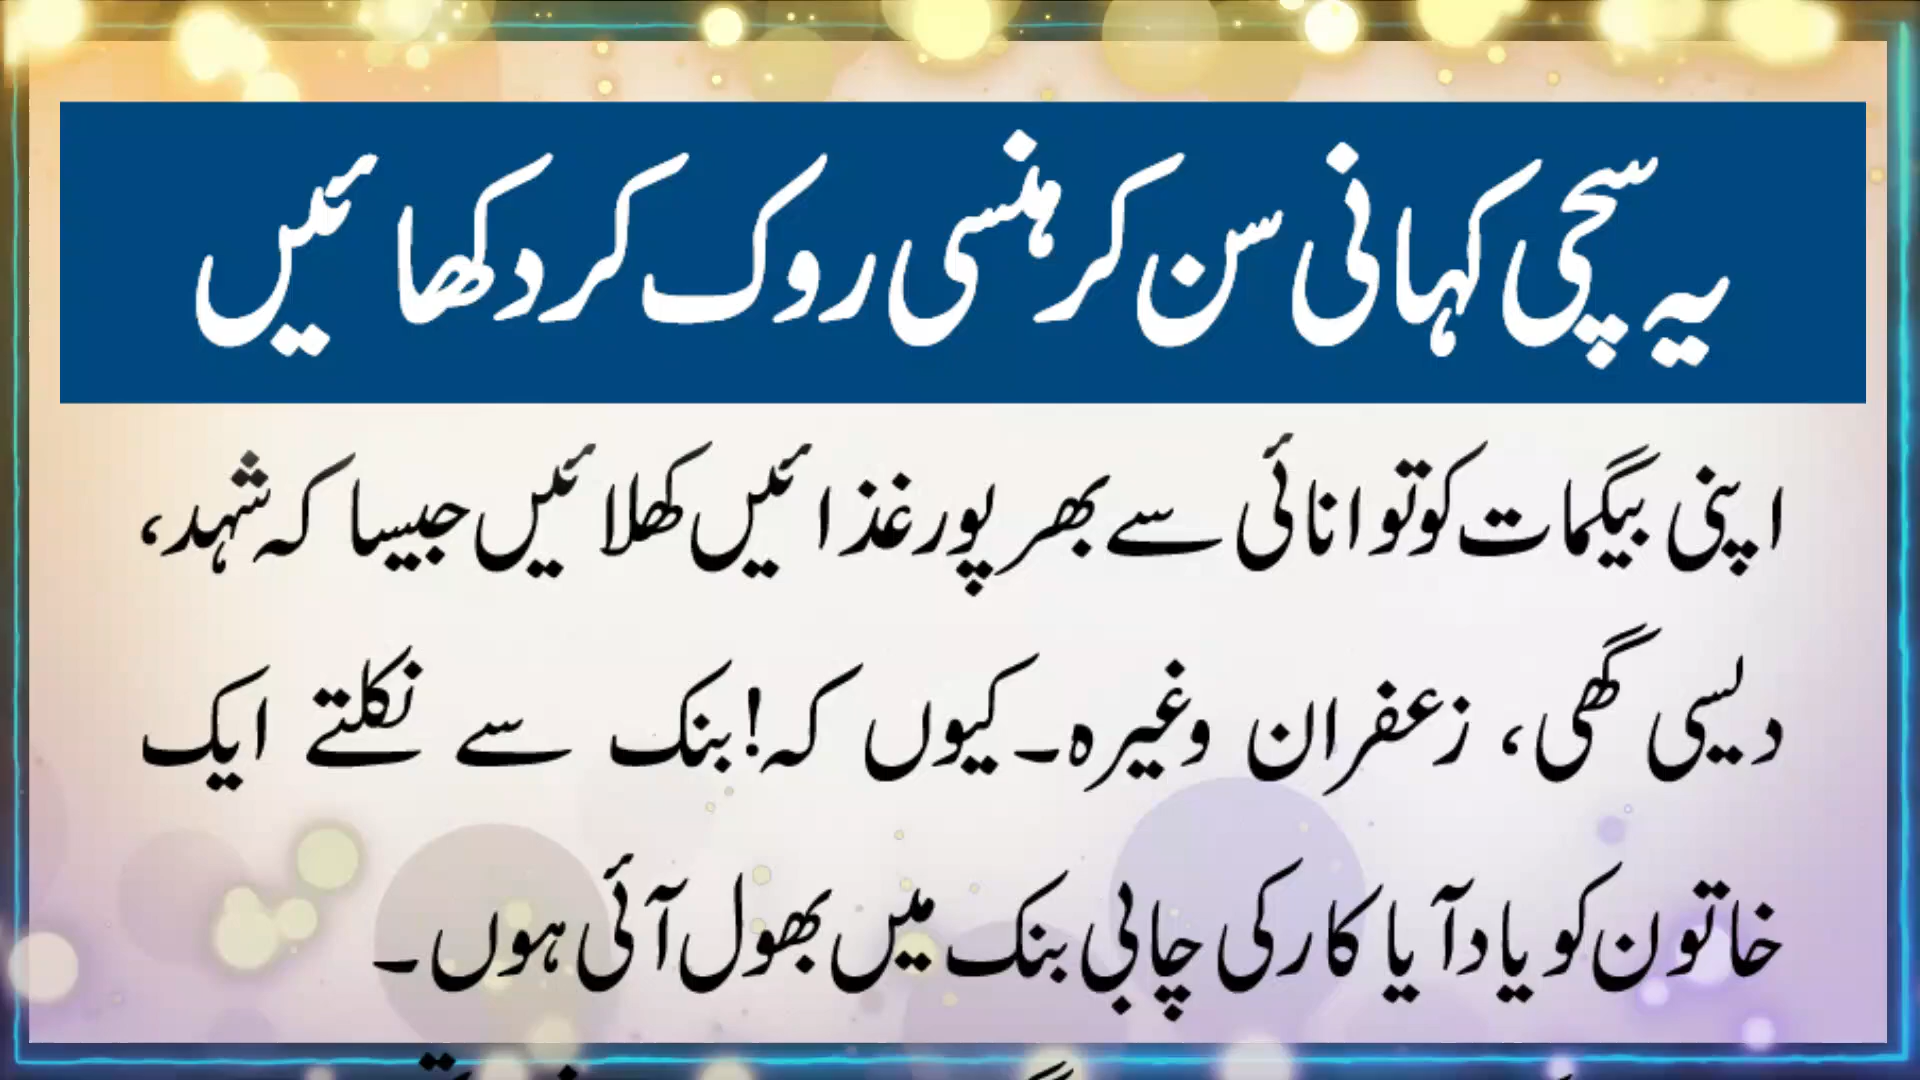 یہ سچی کہانی سن کر ہنسی روک کر دکھائیں
اپنی بیگمات کو توانائی سے بھرپور غذائیں کھلائیں جیسا کہ شہد،
دیسی گھی، زعفران وغیرہ۔ کیوں کہ! بنک سے نکلتے ایک
خاتون کو یاد آیا کار کی چابی بنک میں بھول آئی ہوں۔